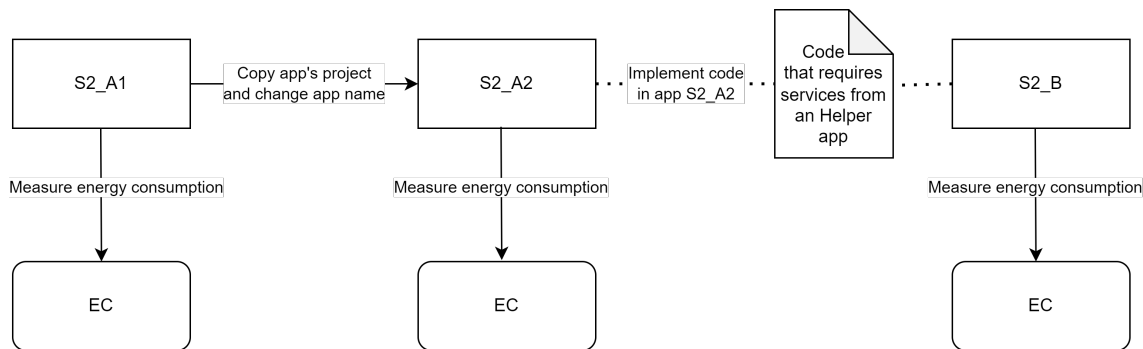 S2_A1
Copy app's project
and change app name
S2_A2
Implement code
in app S2_A2
Code
that requires
services from
an Helper
app
S2_B
Measure energy consumption
Measure energy consumption
Measure energy consumption
EC
EC
EC